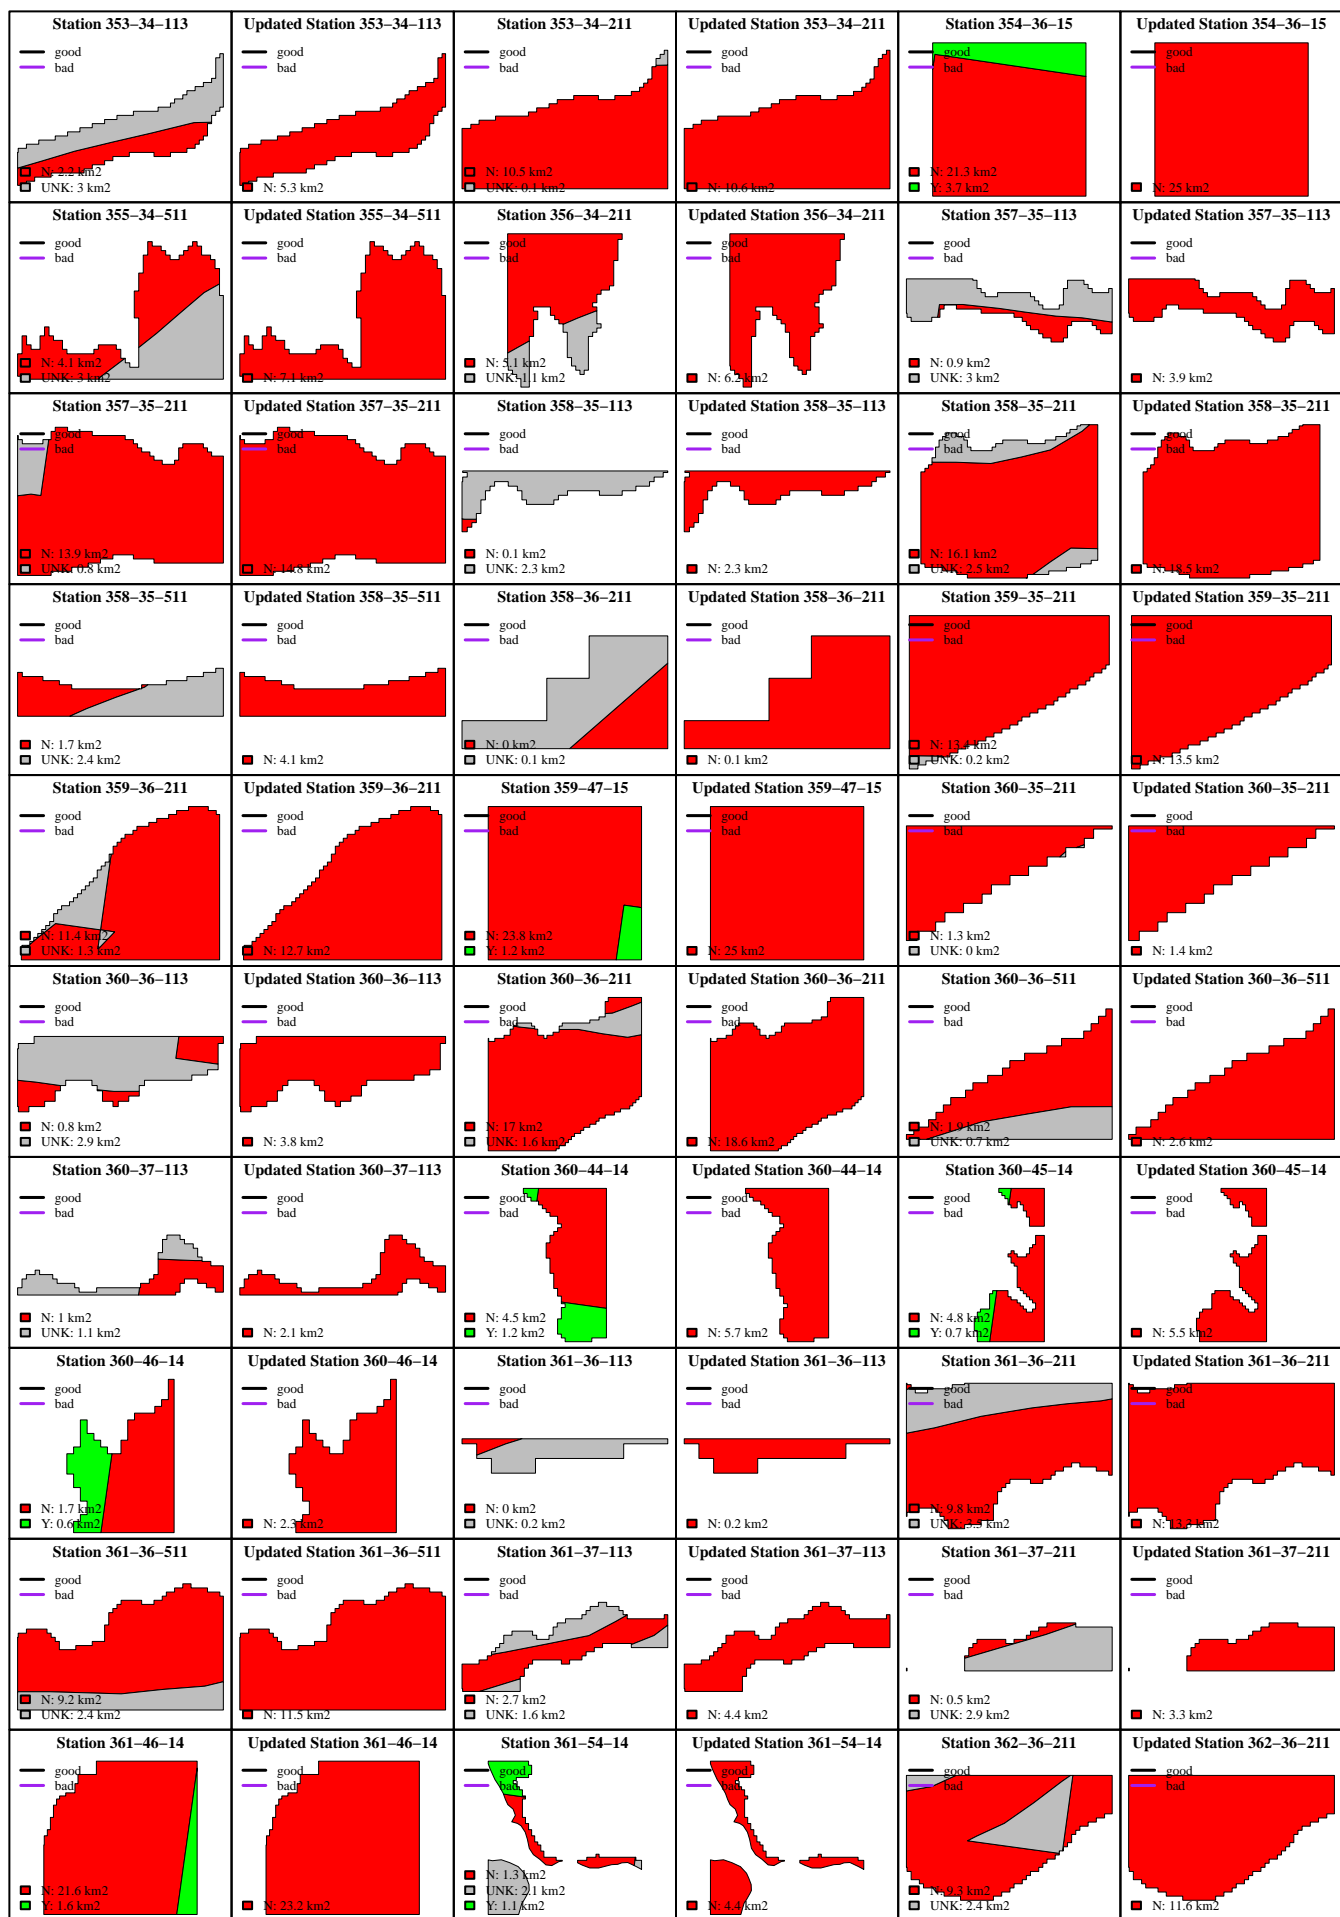 Station 353−34−113
good
bad
N: 2.2 km2
UNK: 3 km2
Updated Station 353−34−113
good
bad
N: 5.3 km2
Station 353−34−211
good
bad
N: 10.5 km2
UNK: 0.1 km2
Updated Station 353−34−211
good
bad
N: 10.6 km2
Station 354−36−15
good
bad
N: 21.3 km2
Y: 3.7 km2
Updated Station 354−36−15
good
bad
N: 25 km2
Station 355−34−511
good
bad
N: 4.1 km2
UNK: 3 km2
Updated Station 355−34−511
good
bad
N: 7.1 km2
Station 356−34−211
good
bad
N: 5.1 km2
UNK: 1.1 km2
Updated Station 356−34−211
good
bad
N: 6.2 km2
Station 357−35−113
good
bad
N: 0.9 km2
UNK: 3 km2
Updated Station 357−35−113
good
bad
N: 3.9 km2
Station 357−35−211
good
bad
N: 13.9 km2
UNK: 0.8 km2
Updated Station 357−35−211
good
bad
N: 14.8 km2
Station 358−35−113
good
bad
N: 0.1 km2
UNK: 2.3 km2
Updated Station 358−35−113
good
bad
N: 2.3 km2
Station 358−35−211
good
bad
N: 16.1 km2
UNK: 2.5 km2
Updated Station 358−35−211
good
bad
N: 18.5 km2
Station 358−35−511
good
bad
N: 1.7 km2
UNK: 2.4 km2
Updated Station 358−35−511
good
bad
N: 4.1 km2
Station 358−36−211
good
bad
N: 0 km2
UNK: 0.1 km2
Updated Station 358−36−211
good
bad
N: 0.1 km2
Station 359−35−211
good
bad
N: 13.4 km2
UNK: 0.2 km2
Updated Station 359−35−211
good
bad
N: 13.5 km2
Station 359−36−211
good
bad
N: 11.4 km2
UNK: 1.3 km2
Updated Station 359−36−211
good
bad
N: 12.7 km2
Station 359−47−15
good
bad
N: 23.8 km2
Y: 1.2 km2
Updated Station 359−47−15
good
bad
N: 25 km2
Station 360−35−211
good
bad
N: 1.3 km2
UNK: 0 km2
Updated Station 360−35−211
good
bad
N: 1.4 km2
Station 360−36−113
good
bad
N: 0.8 km2
UNK: 2.9 km2
Updated Station 360−36−113
good
bad
N: 3.8 km2
Station 360−36−211
good
bad
N: 17 km2
UNK: 1.6 km2
Updated Station 360−36−211
good
bad
N: 18.6 km2
Station 360−36−511
good
bad
N: 1.9 km2
UNK: 0.7 km2
Updated Station 360−36−511
good
bad
N: 2.6 km2
Station 360−37−113
good
bad
N: 1 km2
UNK: 1.1 km2
Updated Station 360−37−113
good
bad
N: 2.1 km2
Station 360−44−14
good
bad
N: 4.5 km2
Y: 1.2 km2
Updated Station 360−44−14
good
bad
N: 5.7 km2
Station 360−45−14
good
bad
N: 4.8 km2
Y: 0.7 km2
Updated Station 360−45−14
good
bad
N: 5.5 km2
Station 360−46−14
good
bad
N: 1.7 km2
Y: 0.6 km2
Updated Station 360−46−14
good
bad
N: 2.3 km2
Station 361−36−113
good
bad
N: 0 km2
UNK: 0.2 km2
Updated Station 361−36−113
good
bad
N: 0.2 km2
Station 361−36−211
good
bad
N: 9.8 km2
UNK: 3.5 km2
Updated Station 361−36−211
good
bad
N: 13.3 km2
Station 361−36−511
good
bad
N: 9.2 km2
UNK: 2.4 km2
Updated Station 361−36−511
good
bad
N: 11.5 km2
Station 361−37−113
good
bad
N: 2.7 km2
UNK: 1.6 km2
Updated Station 361−37−113
good
bad
N: 4.4 km2
Station 361−37−211
good
bad
N: 0.5 km2
UNK: 2.9 km2
Updated Station 361−37−211
good
bad
N: 3.3 km2
Station 361−46−14
good
bad
N: 21.6 km2
Y: 1.6 km2
Updated Station 361−46−14
good
bad
N: 23.2 km2
Station 361−54−14
good
bad
N: 1.3 km2
UNK: 2.1 km2
Y: 1.1 km2
Updated Station 361−54−14
good
bad
N: 4.4 km2
Station 362−36−211
good
bad
N: 9.3 km2
UNK: 2.4 km2
Updated Station 362−36−211
good
bad
N: 11.6 km2